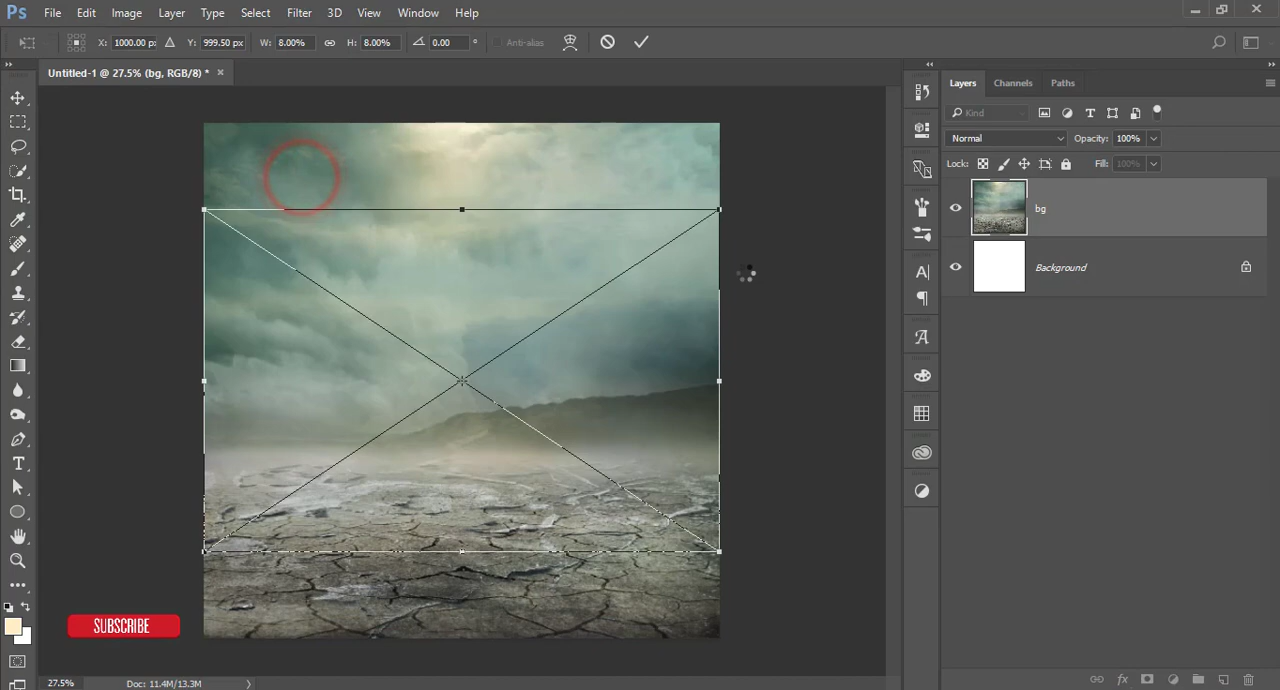 Ps File Edit Image Layer Type Select Filter 3D View Window Help
X: 1000.00 px Y: 999.50 px W: 8.00% H: 8.00% 0.00 ° Anti-alias
Untitled-1 @ 27.5% (bg, RGB/8) * ×
Layers Channels Paths
Kind
Normal Opacity: 100%
Lock: Fill: 100%
bg
Background
SUBSCRIBE
27.5% Doc: 11.4M/13.3M